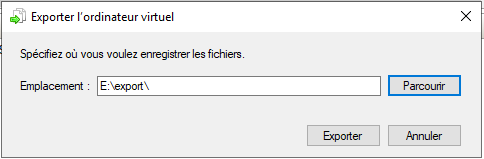 Exporter l'ordinateur virtuel
Spécifiez où vous voulez enregistrer les fichiers.
Emplacement : E:\export\ Parcourir
Exporter Annuler